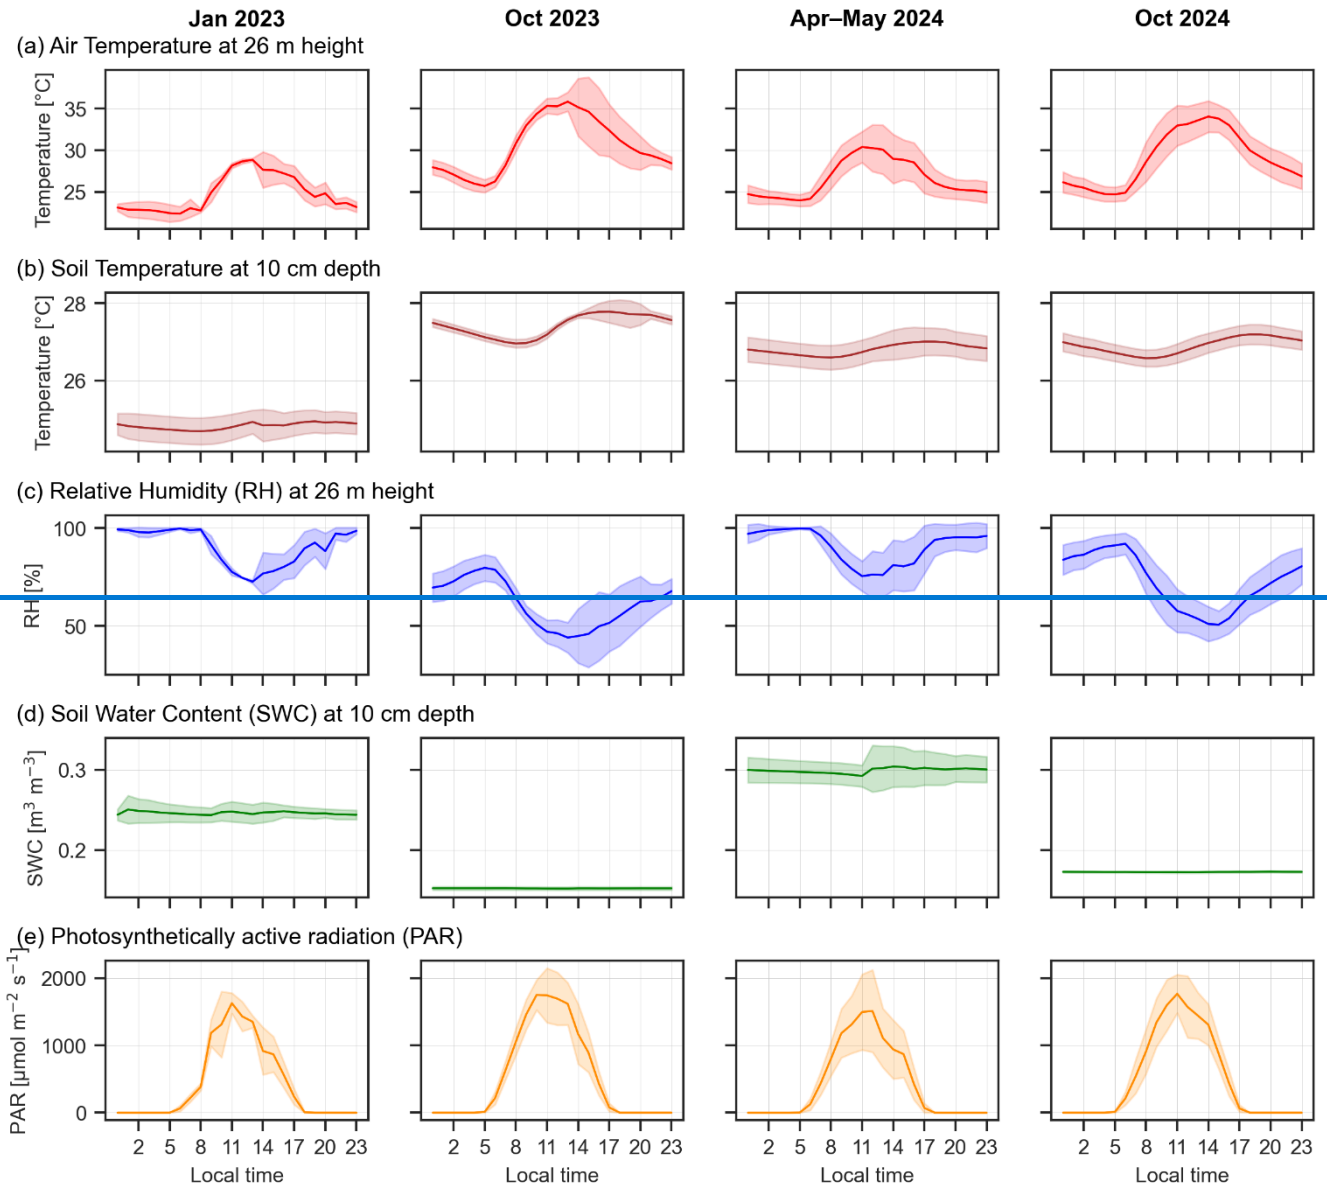 Jan 2023 Oct 2023 Apr–May 2024 Oct 2024
(a) Air Temperature at 26 m height
Temperature [°C]
35
30
25
(b) Soil Temperature at 10 cm depth
Temperature [°C]
28
26
(c) Relative Humidity (RH) at 26 m height
RH [%]
100
50
(d) Soil Water Content (SWC) at 10 cm depth
SWC [m³ m⁻³]
0.3
0.2
(e) Photosynthetically active radiation (PAR)
PAR [µmol m⁻² s⁻¹]
2000
1000
0
2 5 8 11 14 17 20 23 2 5 8 11 14 17 20 23 2 5 8 11 14 17 20 23 2 5 8 11 14 17 20 23
Local time Local time Local time Local time